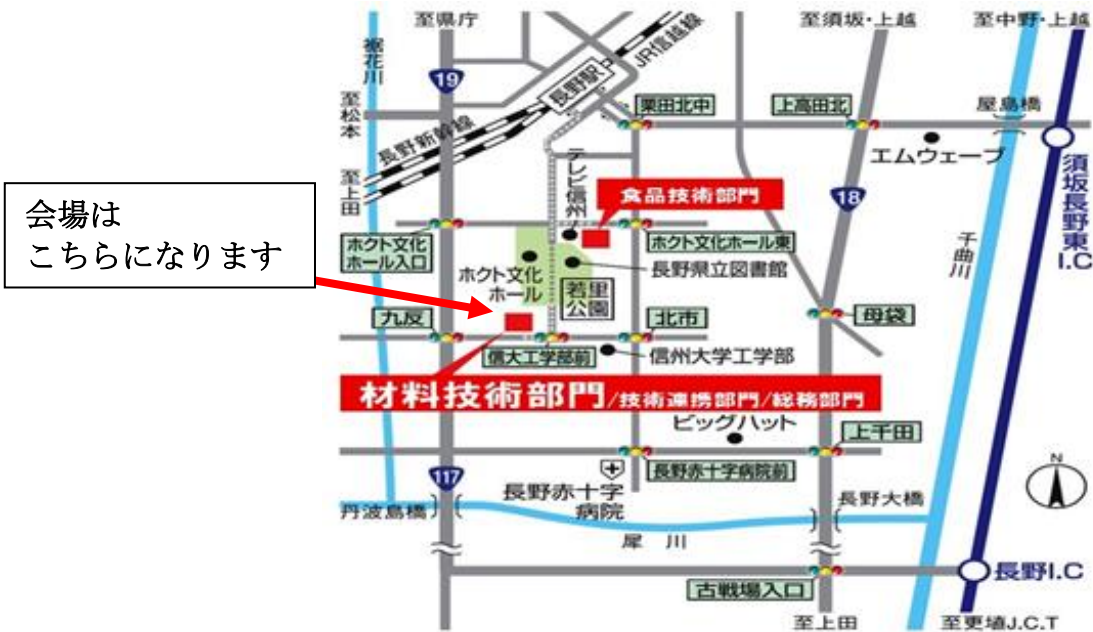 至県庁
至須坂・上越
至中野・上越
裾花川
19
JR信越線
長野駅
至松本
長野新幹線
栗田北中
上高田北
屋島橋
エムウェーブ
須坂長野東I.C
至上田
テレビ信州
食品技術部門
18
会場は
こちらになります
ホクト文化
ホール入口
ホクト文化ホール東
千曲川
長野県立図書館
ホクト文化
ホール
若里
公園
九反
北市
母袋
信大工学部前
信州大学工学部
材料技術部門/技術連携部門/総務部門
ビッグハット
上千田
117
長野赤十字病院前
N
長野赤十字
病院
丹波島橋
長野大橋
犀 川
長野I.C
古戦場入口
至上田
至更埴J.C.T